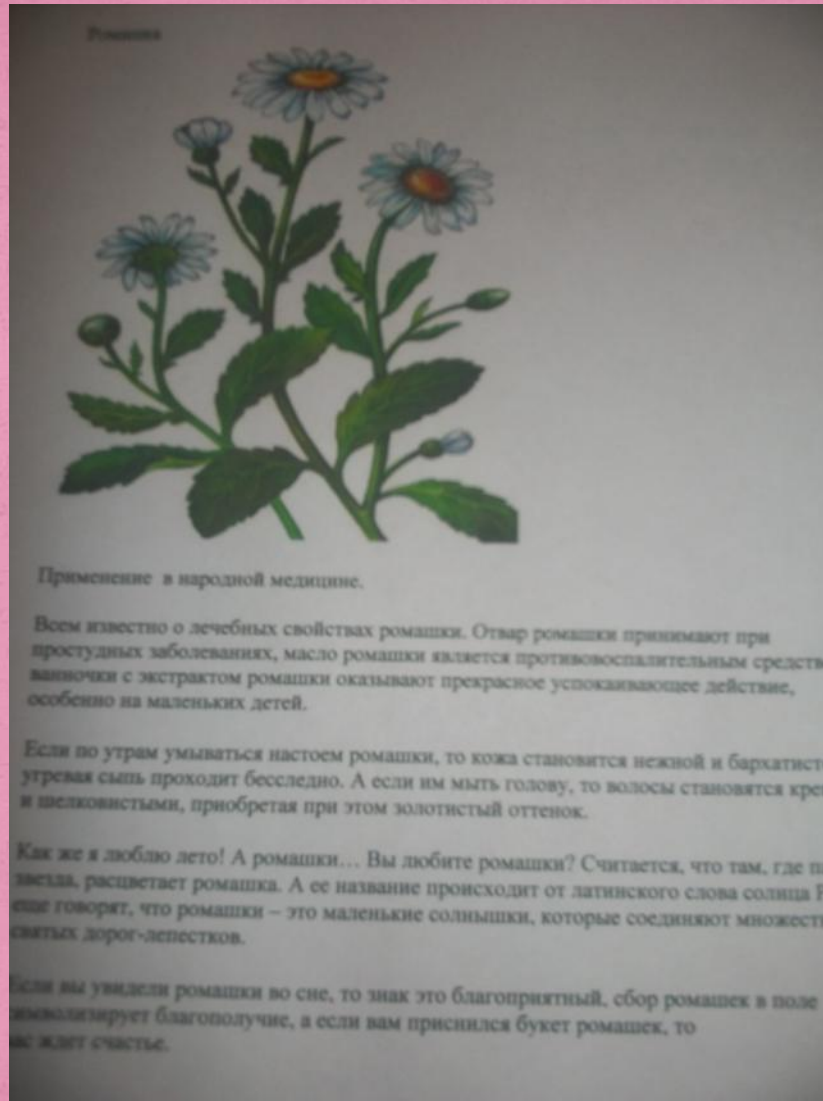 Ромашка
Применение в народной медицине.
Всем известно о лечебных свойствах ромашки. Отвар ромашки принимают при
простудных заболеваниях, масло ромашки является противовоспалительным средств
ванночки с экстрактом ромашки оказывают прекрасное успокаивающее действие,
особенно на маленьких детей.
Если по утрам умываться настоем ромашки, то кожа становится нежной и бархатист
угревая сыпь проходит бесследно. А если им мыть голову, то волосы становятся кре
и шелковистыми, приобретая при этом золотистый оттенок.
Как же я люблю лето! А ромашки… Вы любите ромашки? Считается, что там, где п
звезда, расцветает ромашка. А ее название происходит от латинского слова солнца
еще говорят, что ромашки – это маленькие солнышки, которые соединяют множест
святых дорог-лепестков.
Если вы увидели ромашки во сне, то знак это благоприятный, сбор ромашек в поле
символизирует благополучие, а если вам приснился букет ромашек, то
вас ждет счастье.